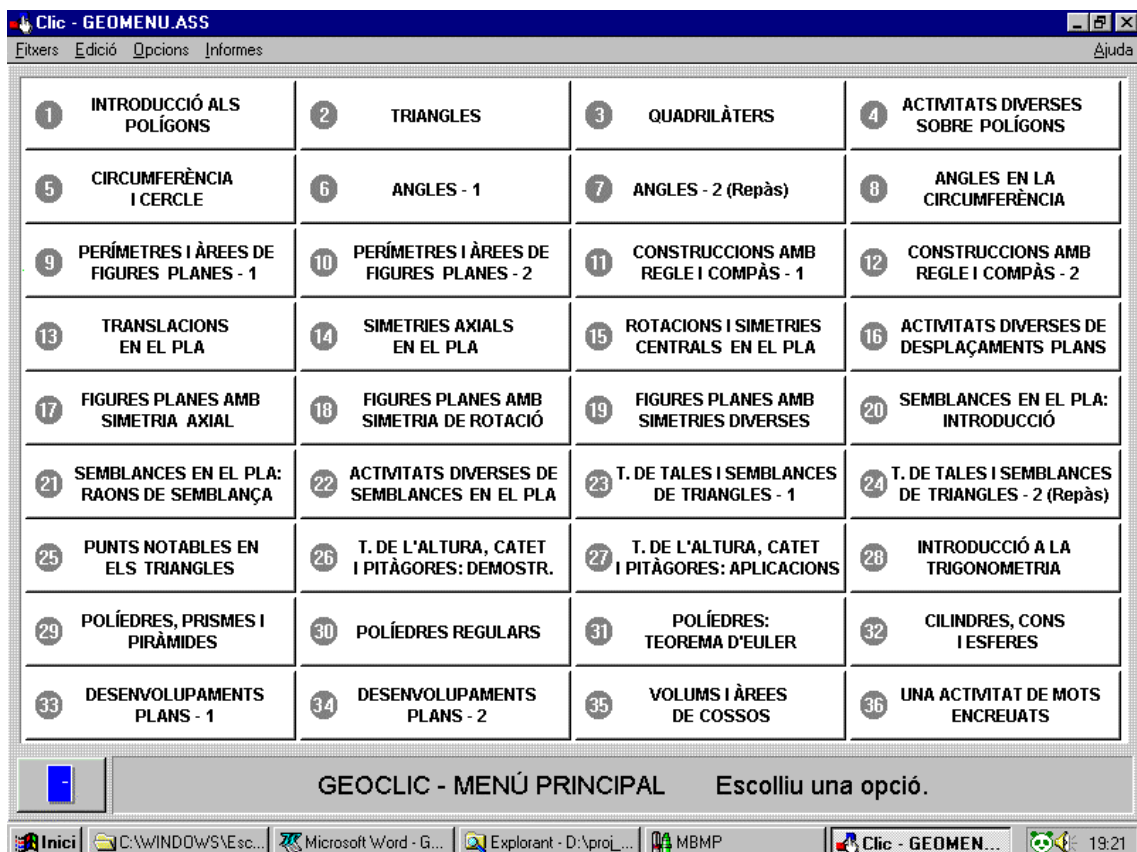 Clic - GEOMENU.ASS
Fitxers Edició Opcions Informes Ajuda
1 INTRODUCCIÓ ALS
POLÍGONS
2 TRIANGLES
3 QUADRILÀTERS
4 ACTIVITATS DIVERSES
SOBRE POLÍGONS
5 CIRCUMFERÈNCIA
I CERCLE
6 ANGLES - 1
7 ANGLES - 2 (Repàs)
8 ANGLES EN LA
CIRCUMFERÈNCIA
9 PERÍMETRES I ÀREES DE
FIGURES PLANES - 1
10 PERÍMETRES I ÀREES DE
FIGURES PLANES - 2
11 CONSTRUCCIONS AMB
REGLE I COMPÀS - 1
12 CONSTRUCCIONS AMB
REGLE I COMPÀS - 2
13 TRANSLACIONS
EN EL PLA
14 SIMETRIES AXIALS
EN EL PLA
15 ROTACIONS I SIMETRIES
CENTRALS EN EL PLA
16 ACTIVITATS DIVERSES DE
DESPLAÇAMENTS PLANS
17 FIGURES PLANES AMB
SIMETRIA AXIAL
18 FIGURES PLANES AMB
SIMETRIA DE ROTACIÓ
19 FIGURES PLANES AMB
SIMETRIES DIVERSES
20 SEMBLANCES EN EL PLA:
INTRODUCCIÓ
21 SEMBLANCES EN EL PLA:
RAONS DE SEMBLANÇA
22 ACTIVITATS DIVERSES DE
SEMBLANCES EN EL PLA
23 T. DE TALES I SEMBLANCES
DE TRIANGLES - 1
24 T. DE TALES I SEMBLANCES
DE TRIANGLES - 2 (Repàs)
25 PUNTS NOTABLES EN
ELS TRIANGLES
26 T. DE L'ALTURA, CATET
I PITÀGORES: DEMOSTR.
27 T. DE L'ALTURA, CATET
I PITÀGORES: APLICACIONS
28 INTRODUCCIÓ A LA
TRIGONOMETRIA
29 POLÍEDRES, PRISMES I
PIRÀMIDES
30 POLÍEDRES REGULARS
31 POLÍEDRES:
TEOREMA D'EULER
32 CILINDRES, CONS
I ESFERES
33 DESENVOLUPAMENTS
PLANS - 1
34 DESENVOLUPAMENTS
PLANS - 2
35 VOLUMS I ÀREES
DE COSSOS
36 UNA ACTIVITAT DE MOTS
ENCREUATS
GEOCLIC - MENÚ PRINCIPAL Escolliu una opció.
Inici C:\WINDOWS\Esc... Microsoft Word - G... Explorant - D:\proj_... MBMP Clic - GEOMEN... 19:21